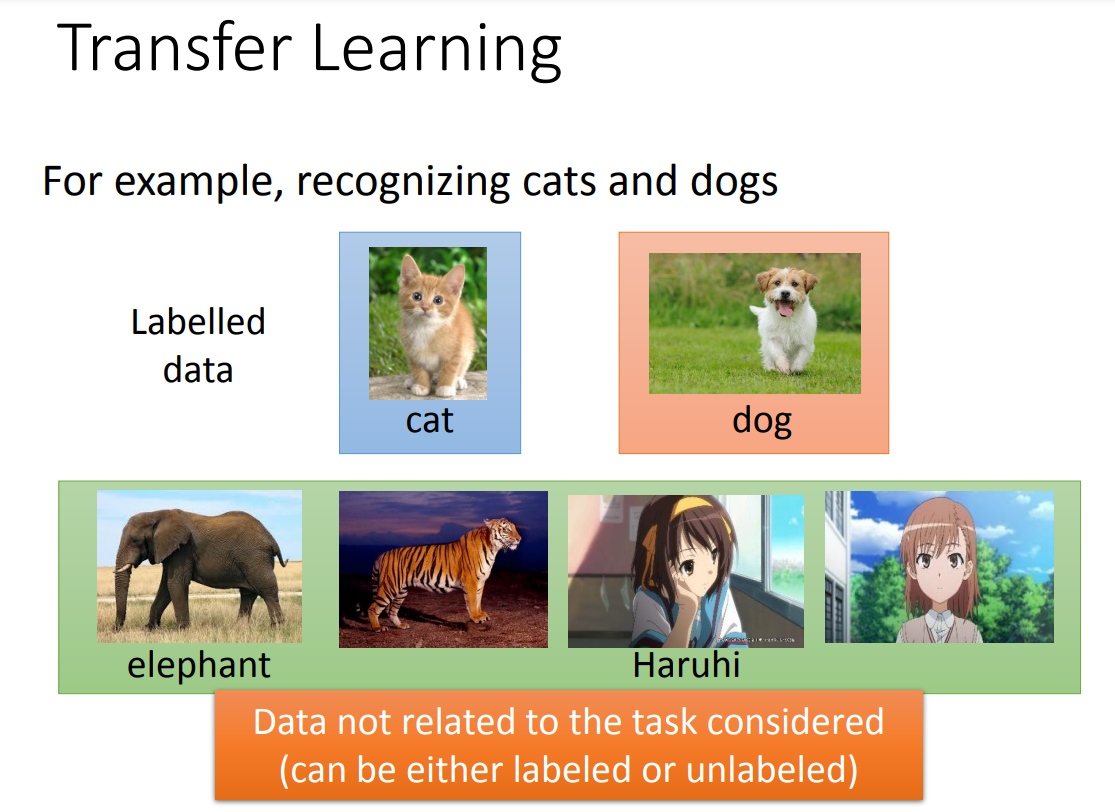 Transfer Learning
For example, recognizing cats and dogs
Labelled
data
cat
dog
elephant
Haruhi
Data not related to the task considered
(can be either labeled or unlabeled)